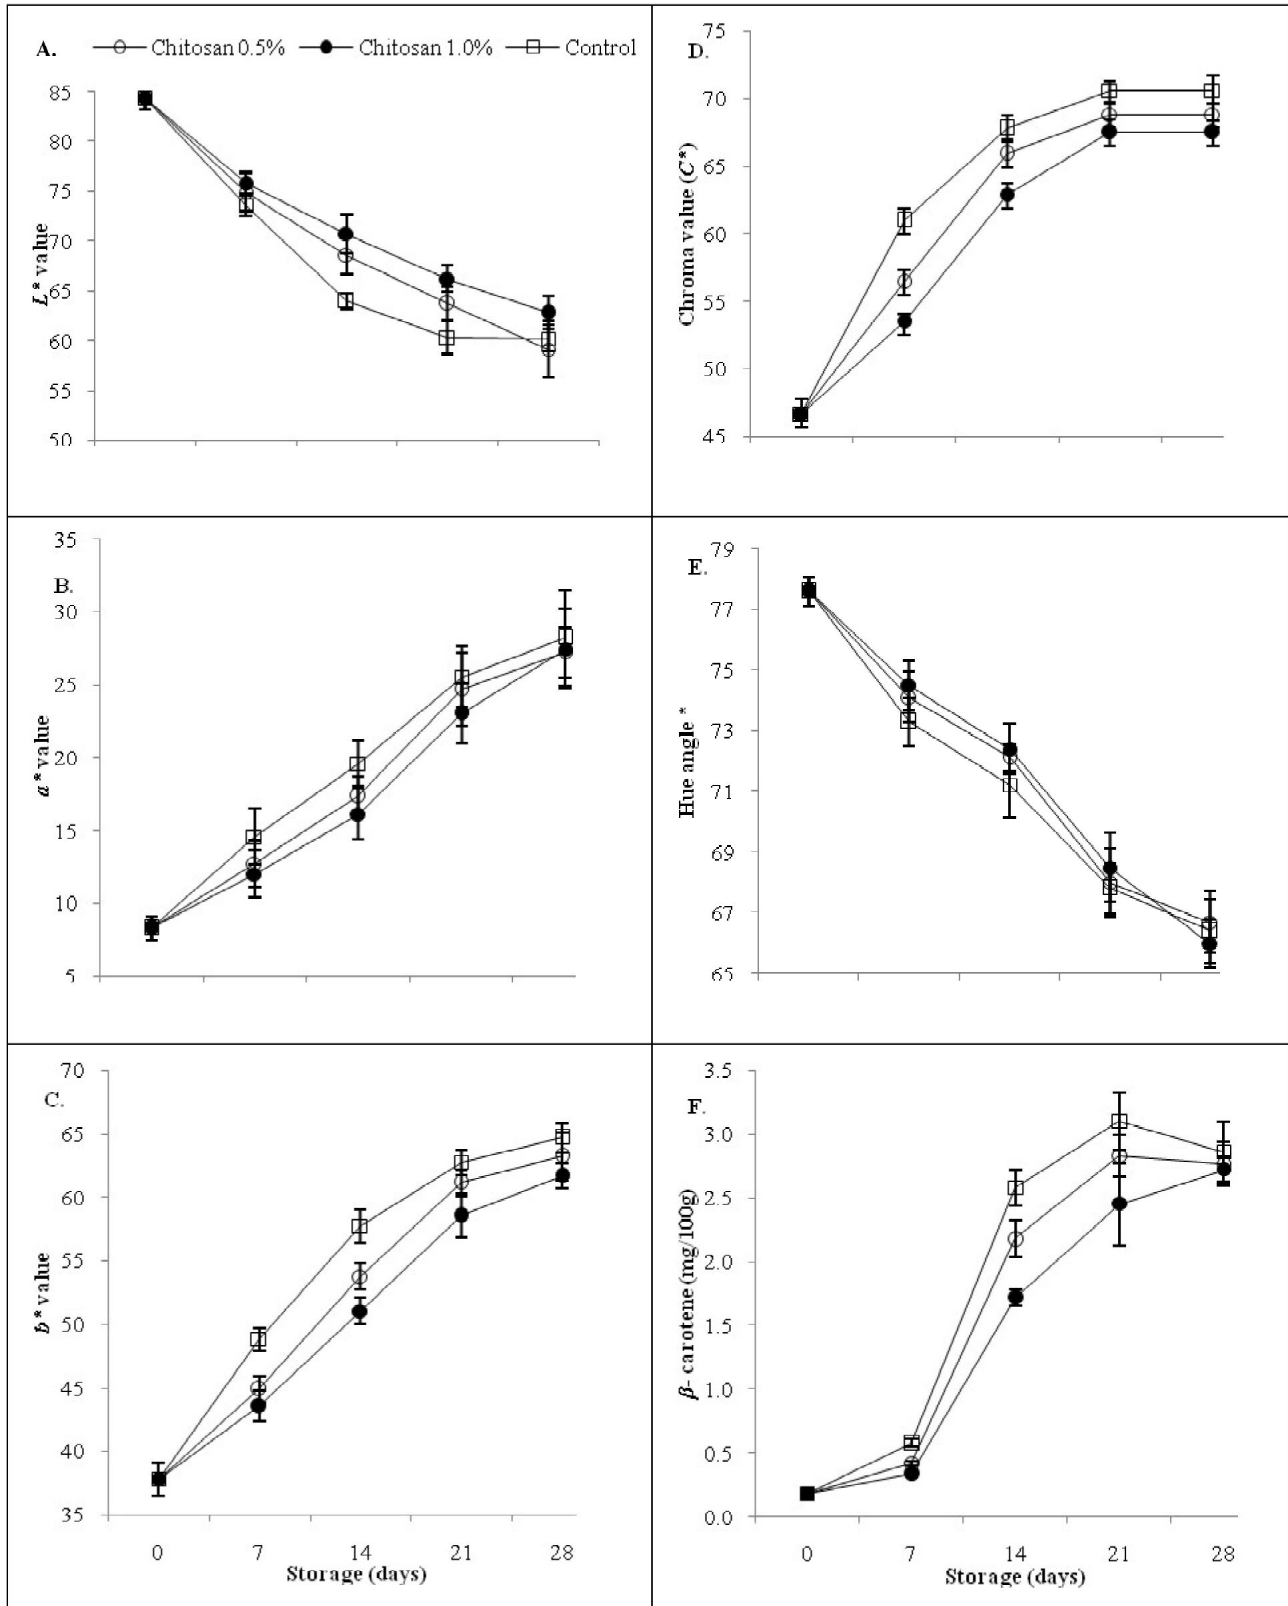 A. Chitosan 0.5% Chitosan 1.0% Control
85
80
75
70
65
60
55
50
L* value
D.
75
70
65
60
55
50
45
Chroma value (C*)
B.
35
30
25
20
15
10
5
a* value
E.
79
77
75
73
71
69
67
65
Hue angle *
C.
70
65
60
55
50
45
40
35
b* value
0 7 14 21 28
Storage (days)
F.
3.5
3.0
2.5
2.0
1.5
1.0
0.5
0.0
β- carotene (mg/100g)
0 7 14 21 28
Storage (days)